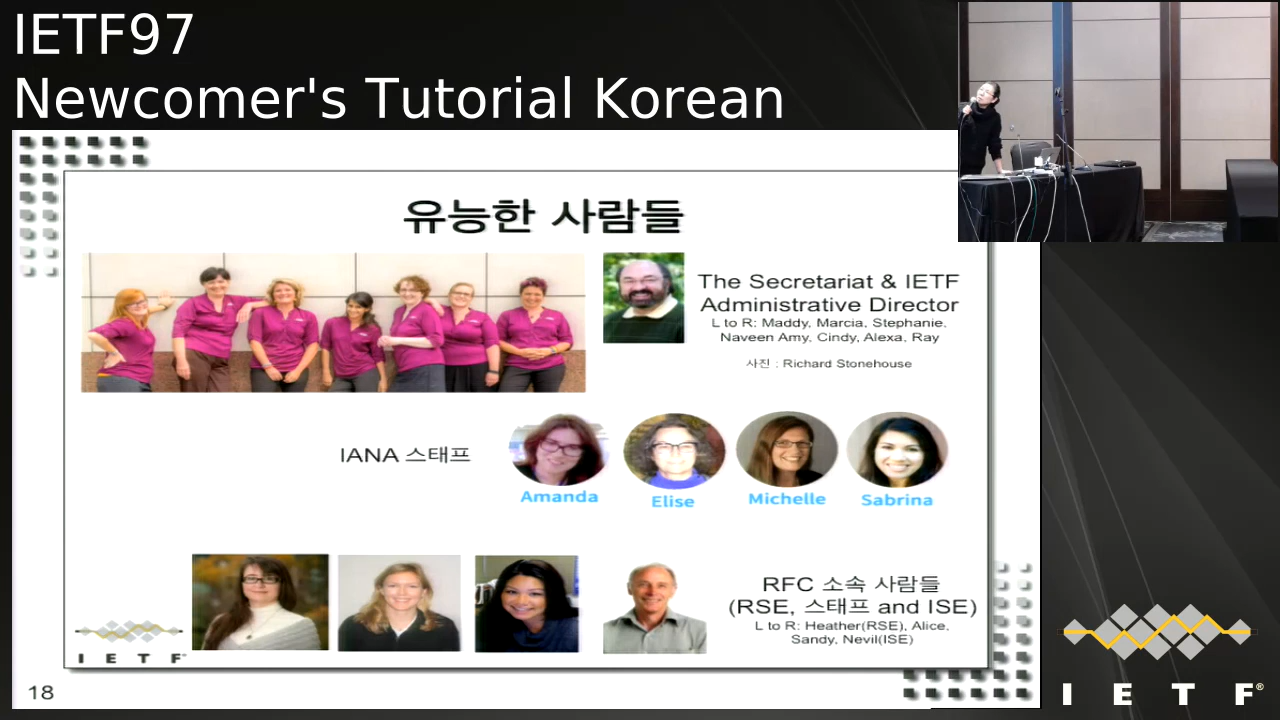 IETF97
Newcomer's Tutorial Korean
유능한 사람들
The Secretariat & IETF
Administrative Director
L to R: Maddy, Marcia, Stephanie,
Naveen Amy, Cindy, Alexa, Ray
사진 : Richard Stonehouse
IANA 스태프
Amanda
Elise
Michelle
Sabrina
RFC 소속 사람들
(RSE, 스태프 and ISE)
L to R: Heather(RSE), Alice,
Sandy, Nevil(ISE)
I E T F
18
I E T F®